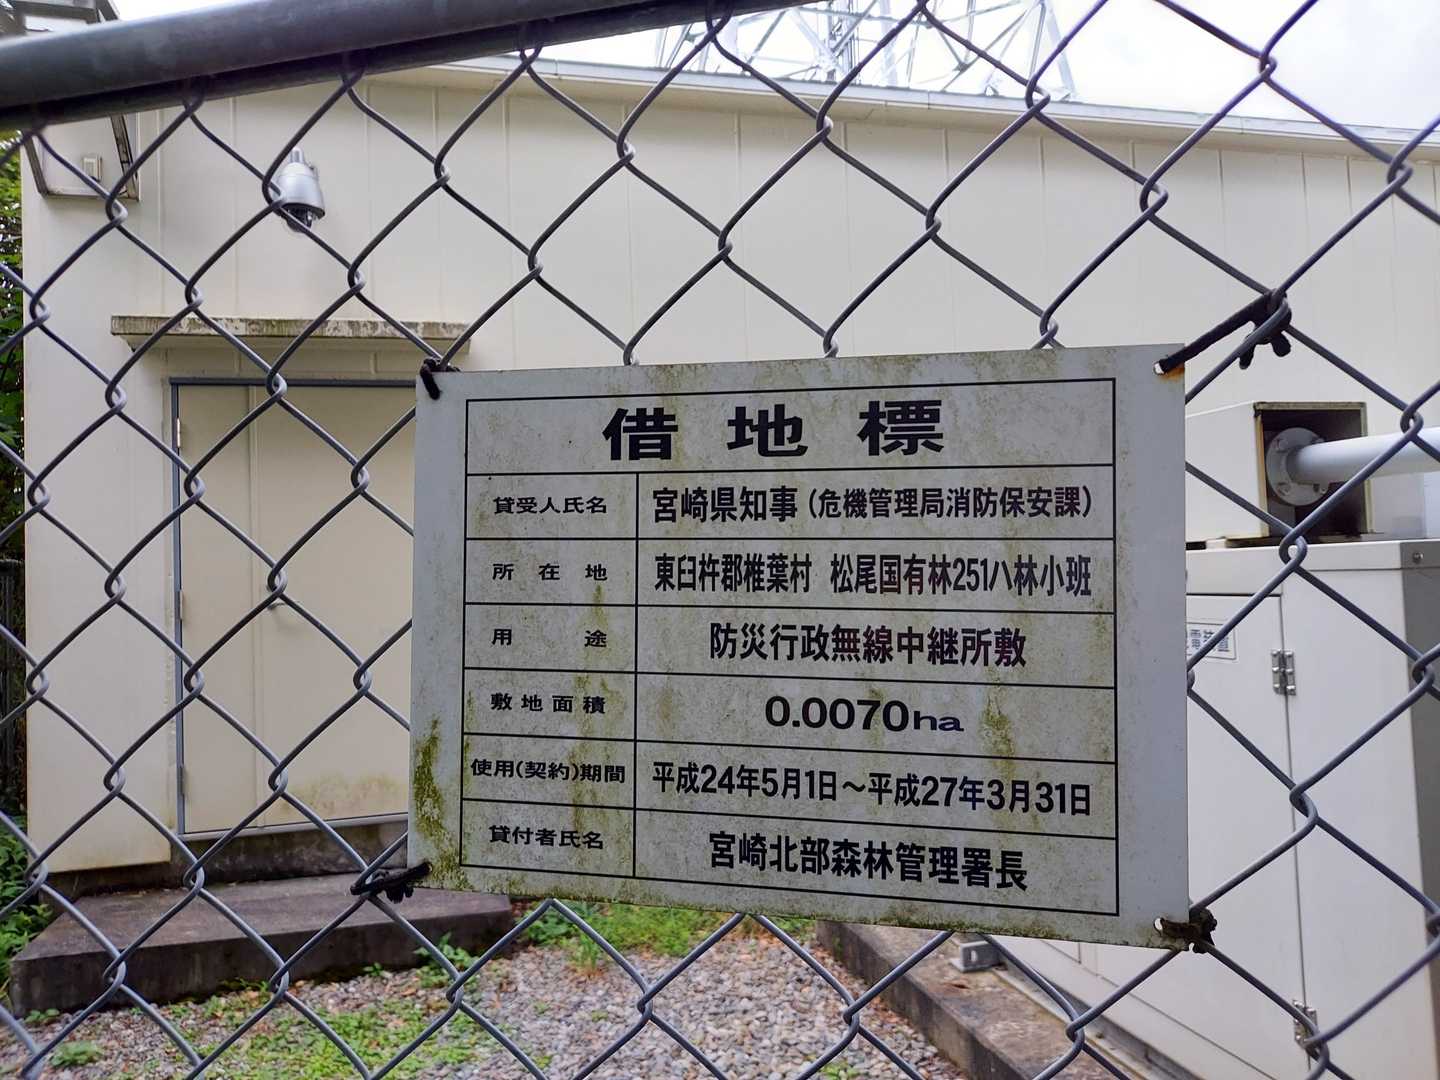 借地標
貸受人氏名 宮崎県知事（危機管理局消防保安課）
所在地 東臼杵郡椎葉村 松尾国有林251ハ林小班
用途 防災行政無線中継所敷
敷地面積 0.0070ha
使用(契約)期間 平成24年5月1日～平成27年3月31日
貸付者氏名 宮崎北部森林管理署長